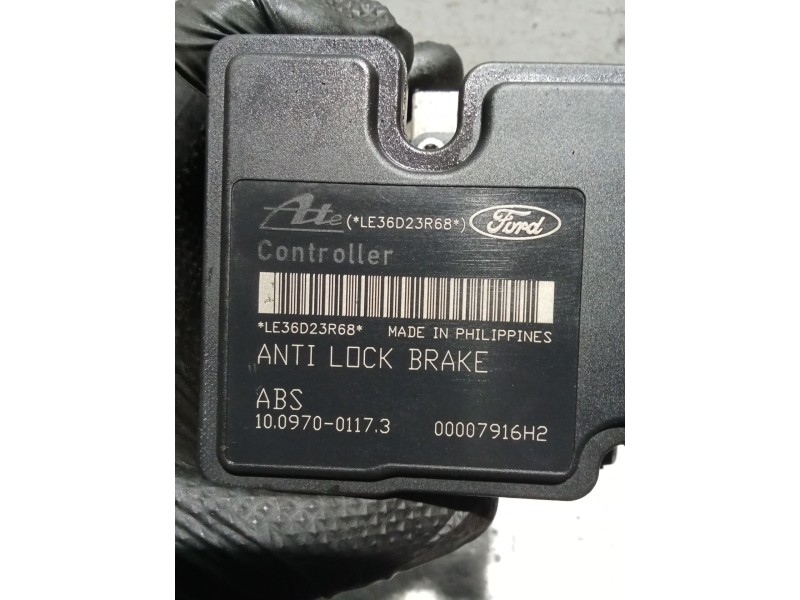 Ate (*LE36D23R68*) Ford
Controller
*LE36D23R68* MADE IN PHILIPPINES
ANTI LOCK BRAKE
ABS
10.0970-0117.3 00007916H2